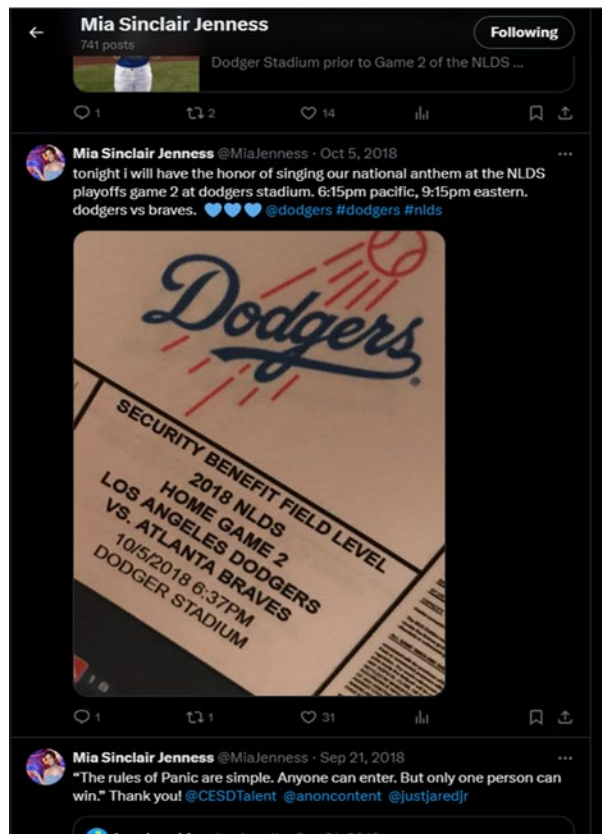 Mia Sinclair Jenness
741 posts
Following
Dodger Stadium prior to Game 2 of the NLDS ...
1
2
14
Mia Sinclair Jenness @MiaJenness · Oct 5, 2018
tonight i will have the honor of singing our national anthem at the NLDS
playoffs game 2 at dodgers stadium. 6:15pm pacific, 9:15pm eastern.
dodgers vs braves. 💙💙💙 @dodgers #dodgers #nlds
Dodgers
SECURITY BENEFIT FIELD LEVEL
2018 NLDS
HOME GAME 2
LOS ANGELES DODGERS
VS. ATLANTA BRAVES
10/5/2018 6:37PM
DODGER STADIUM
1
1
31
Mia Sinclair Jenness @MiaJenness · Sep 21, 2018
“The rules of Panic are simple. Anyone can enter. But only one person can
win.” Thank you! @CESDTalent @anoncontent @justjaredjr